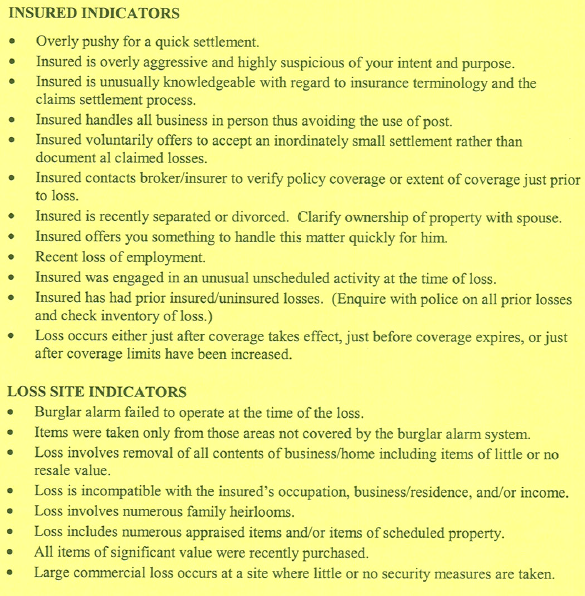 INSURED INDICATORS
• Overly pushy for a quick settlement.
• Insured is overly aggressive and highly suspicious of your intent and purpose.
• Insured is unusually knowledgeable with regard to insurance terminology and the
claims settlement process.
• Insured handles all business in person thus avoiding the use of post.
• Insured voluntarily offers to accept an inordinately small settlement rather than
document al claimed losses.
• Insured contacts broker/insurer to verify policy coverage or extent of coverage just prior
to loss.
• Insured is recently separated or divorced. Clarify ownership of property with spouse.
• Insured offers you something to handle this matter quickly for him.
• Recent loss of employment.
• Insured was engaged in an unusual unscheduled activity at the time of loss.
• Insured has had prior insured/uninsured losses. (Enquire with police on all prior losses
and check inventory of loss.)
• Loss occurs either just after coverage takes effect, just before coverage expires, or just
after coverage limits have been increased.
LOSS SITE INDICATORS
• Burglar alarm failed to operate at the time of the loss.
• Items were taken only from those areas not covered by the burglar alarm system.
• Loss involves removal of all contents of business/home including items of little or no
resale value.
• Loss is incompatible with the insured's occupation, business/residence, and/or income.
• Loss involves numerous family heirlooms.
• Loss includes numerous appraised items and/or items of scheduled property.
• All items of significant value were recently purchased.
• Large commercial loss occurs at a site where little or no security measures are taken.